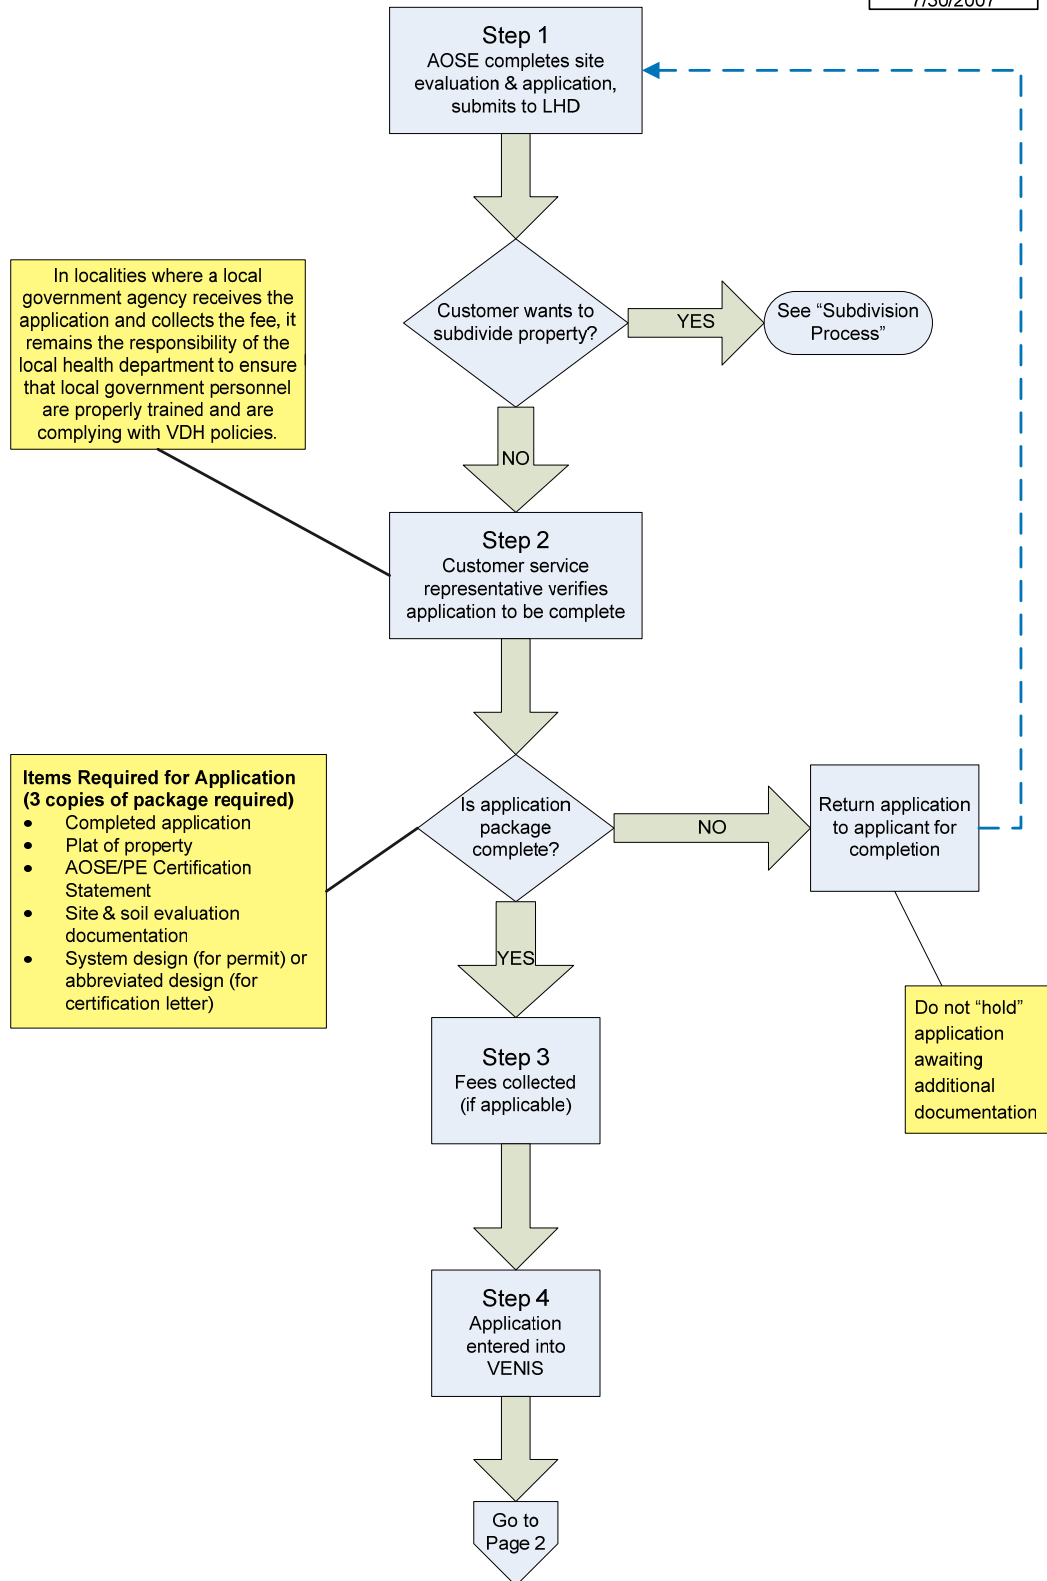 7/30/2007
Step 1
AOSE completes site
evaluation & application,
submits to LHD
In localities where a local
government agency receives the
application and collects the fee, it
remains the responsibility of the
local health department to ensure
that local government personnel
are properly trained and are
complying with VDH policies.
Customer wants to
subdivide property?
YES
See “Subdivision
Process”
NO
Step 2
Customer service
representative verifies
application to be complete
Items Required for Application
(3 copies of package required)
• Completed application
• Plat of property
• AOSE/PE Certification
Statement
• Site & soil evaluation
documentation
• System design (for permit) or
abbreviated design (for
certification letter)
Is application
package
complete?
NO
Return application
to applicant for
completion
YES
Do not “hold”
application
awaiting
additional
documentation
Step 3
Fees collected
(if applicable)
Step 4
Application
entered into
VENIS
Go to
Page 2